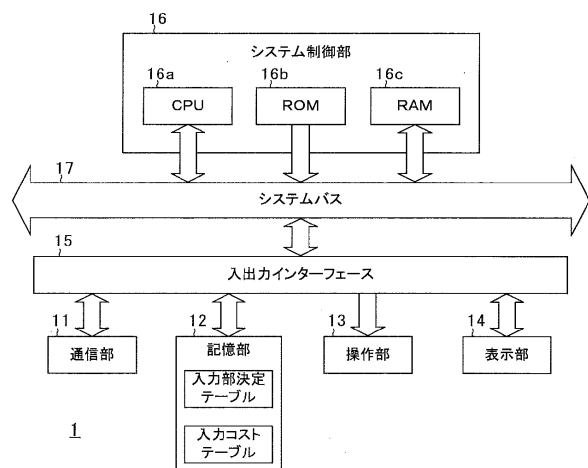 16
システム制御部
16a
16b
16c
CPU
ROM
RAM
17
システムバス
15
入出力インターフェース
11
12
13
14
通信部
記憶部
操作部
表示部
入力部決定
テーブル
入力コスト
テーブル
1